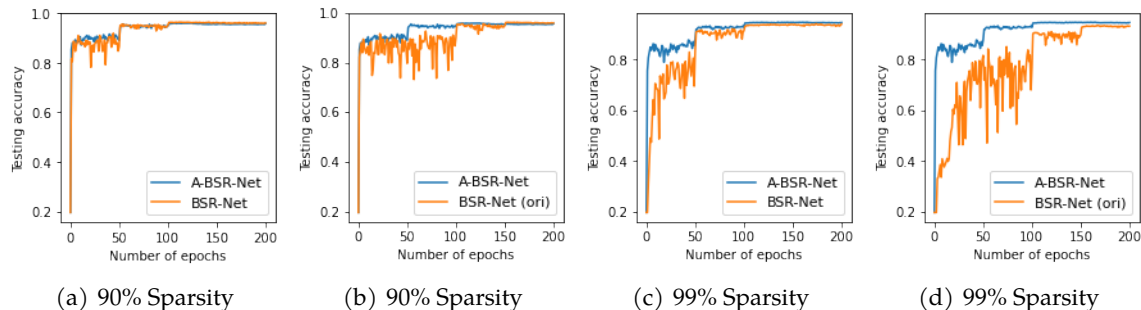 1.0
0.8
0.6
0.4
0.2
Testing accuracy
A-BSR-Net
BSR-Net
0 50 100 150 200
Number of epochs
(a) 90% Sparsity
1.0
0.8
0.6
0.4
0.2
Testing accuracy
A-BSR-Net
BSR-Net (ori)
0 50 100 150 200
Number of epochs
(b) 90% Sparsity
0.8
0.6
0.4
0.2
Testing accuracy
A-BSR-Net
BSR-Net
0 50 100 150 200
Number of epochs
(c) 99% Sparsity
0.8
0.6
0.4
0.2
Testing accuracy
A-BSR-Net
BSR-Net (ori)
0 50 100 150 200
Number of epochs
(d) 99% Sparsity